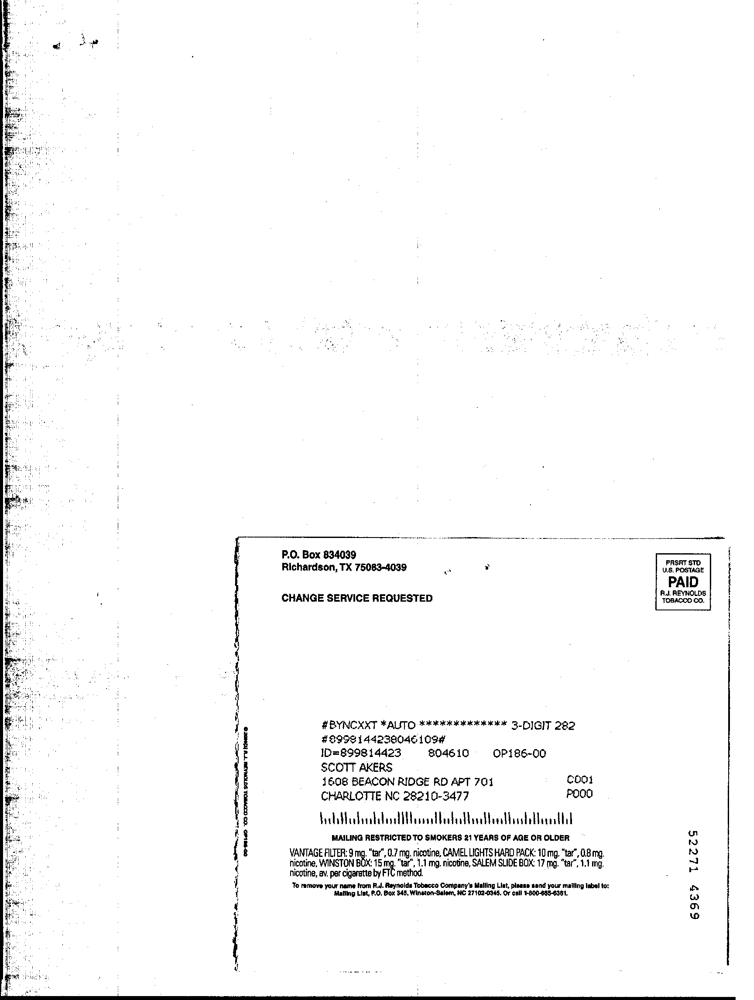 P.O. Box 834039
Richardson, TX 75083-4039
CHANGE SERVICE REQUESTED
PRSRT STD
U.S. POSTAGE
PAID
R.J. REYNOLDS
TOBACCO CO.
#BYNCXXT *AUTO ************* 3-DIGIT 282
#8998144238046109#
ID=899814423 804610 OP186-00
SCOTT AKERS
1608 BEACON RIDGE RD APT 701 C001
CHARLOTTE NC 28210-3477 P000
MAILING RESTRICTED TO SMOKERS 21 YEARS OF AGE OR OLDER
VANTAGE FILTER: 9 mg. "tar", 0.7 mg. nicotine, CAMEL LIGHTS HARD PACK: 10 mg. "tar", 0.8 mg.
nicotine, WINSTON BOX: 15 mg. "tar", 1.1 mg. nicotine, SALEM SLIDE BOX: 17 mg. "tar", 1.1 mg.
nicotine, av. per cigarette by FTC method.
To remove your name from R.J. Reynolds Tobacco Company's Mailing List, please send your mailing label to:
Mailing List, P.O. Box 345, Winston-Salem, NC 27102-0345. Or call 1-800-
R.J. REYNOLDS TOBACCO CO.
52271 4369